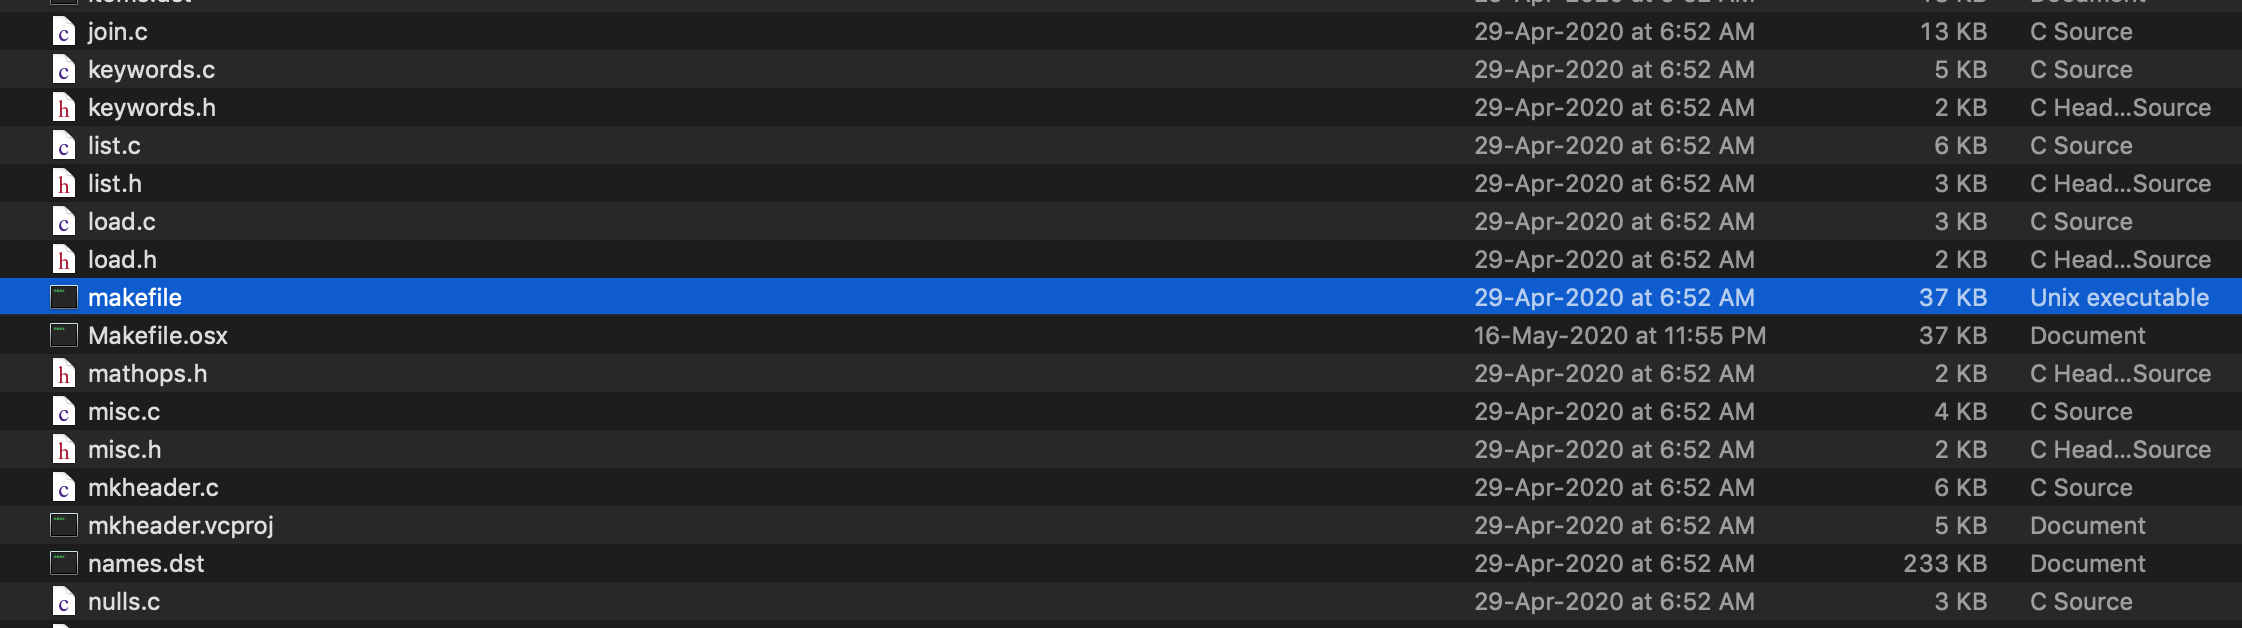 join.c 29-Apr-2020 at 6:52 AM 13 KB C Source
keywords.c 29-Apr-2020 at 6:52 AM 5 KB C Source
keywords.h 29-Apr-2020 at 6:52 AM 2 KB C Head...Source
list.c 29-Apr-2020 at 6:52 AM 6 KB C Source
list.h 29-Apr-2020 at 6:52 AM 3 KB C Head...Source
load.c 29-Apr-2020 at 6:52 AM 3 KB C Source
load.h 29-Apr-2020 at 6:52 AM 2 KB C Head...Source
makefile 29-Apr-2020 at 6:52 AM 37 KB Unix executable
Makefile.osx 16-May-2020 at 11:55 PM 37 KB Document
mathops.h 29-Apr-2020 at 6:52 AM 2 KB C Head...Source
misc.c 29-Apr-2020 at 6:52 AM 4 KB C Source
misc.h 29-Apr-2020 at 6:52 AM 2 KB C Head...Source
mkheader.c 29-Apr-2020 at 6:52 AM 6 KB C Source
mkheader.vcproj 29-Apr-2020 at 6:52 AM 5 KB Document
names.dst 29-Apr-2020 at 6:52 AM 233 KB Document
nulls.c 29-Apr-2020 at 6:52 AM 3 KB C Source